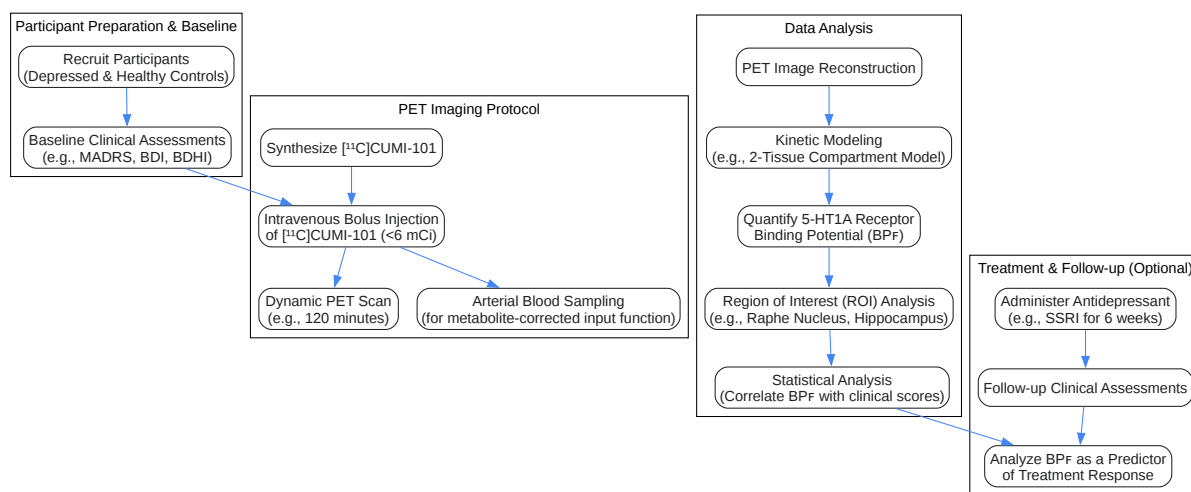 Participant Preparation & Baseline
Recruit Participants
(Depressed & Healthy Controls)
Baseline Clinical Assessments
(e.g., MADRS, BDI, BDHI)
PET Imaging Protocol
Synthesize [¹¹C]CUMI-101
Intravenous Bolus Injection
of [¹¹C]CUMI-101 (<6 mCi)
Dynamic PET Scan
(e.g., 120 minutes)
Arterial Blood Sampling
(for metabolite-corrected input function)
Data Analysis
PET Image Reconstruction
Kinetic Modeling
(e.g., 2-Tissue Compartment Model)
Quantify 5-HT1A Receptor
Binding Potential (BPꜰ)
Region of Interest (ROI) Analysis
(e.g., Raphe Nucleus, Hippocampus)
Statistical Analysis
(Correlate BPꜰ with clinical scores)
Treatment & Follow-up (Optional)
Administer Antidepressant
(e.g., SSRI for 6 weeks)
Follow-up Clinical Assessments
Analyze BPꜰ as a Predictor
of Treatment Response